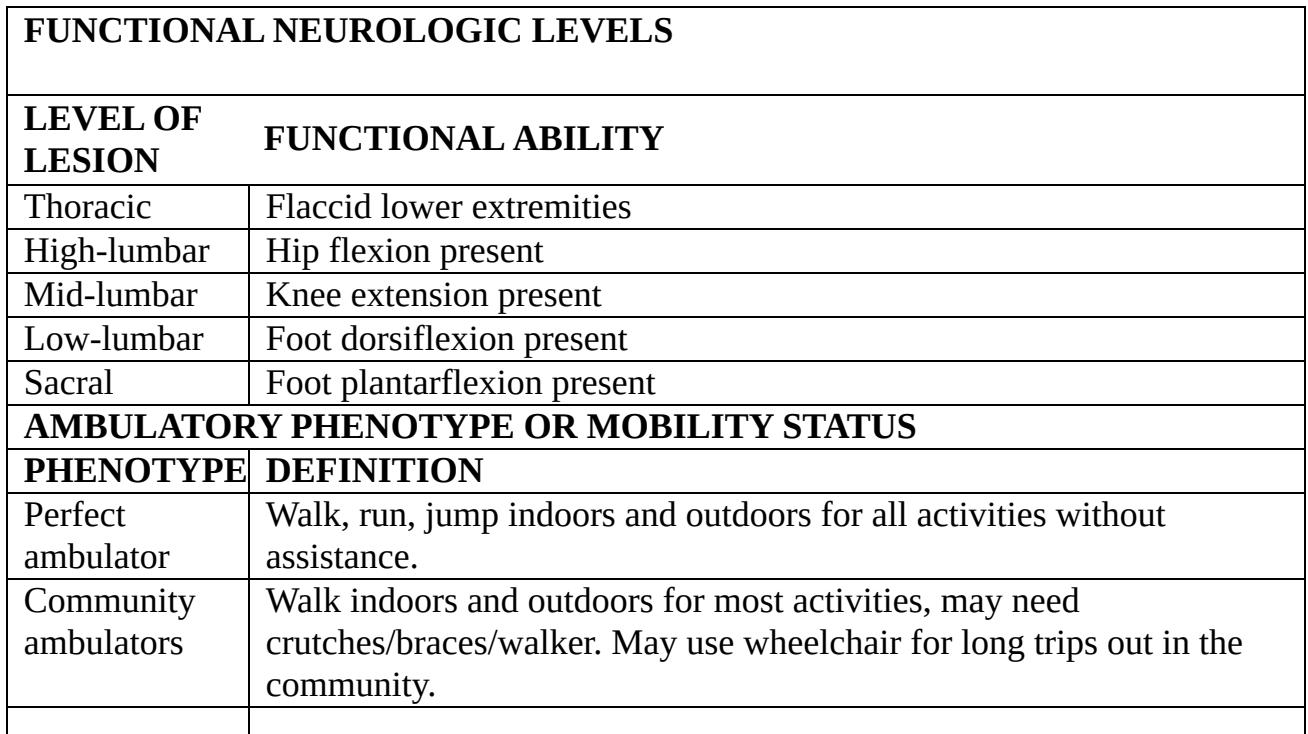 FUNCTIONAL NEUROLOGIC LEVELS
LEVEL OF
LESION
FUNCTIONAL ABILITY
Thoracic
Flaccid lower extremities
High-lumbar
Hip flexion present
Mid-lumbar
Knee extension present
Low-lumbar
Foot dorsiflexion present
Sacral
Foot plantarflexion present
AMBULATORY PHENOTYPE OR MOBILITY STATUS
PHENOTYPE
DEFINITION
Perfect
ambulator
Walk, run, jump indoors and outdoors for all activities without
assistance.
Community
ambulators
Walk indoors and outdoors for most activities, may need
crutches/braces/walker. May use wheelchair for long trips out in the
community.